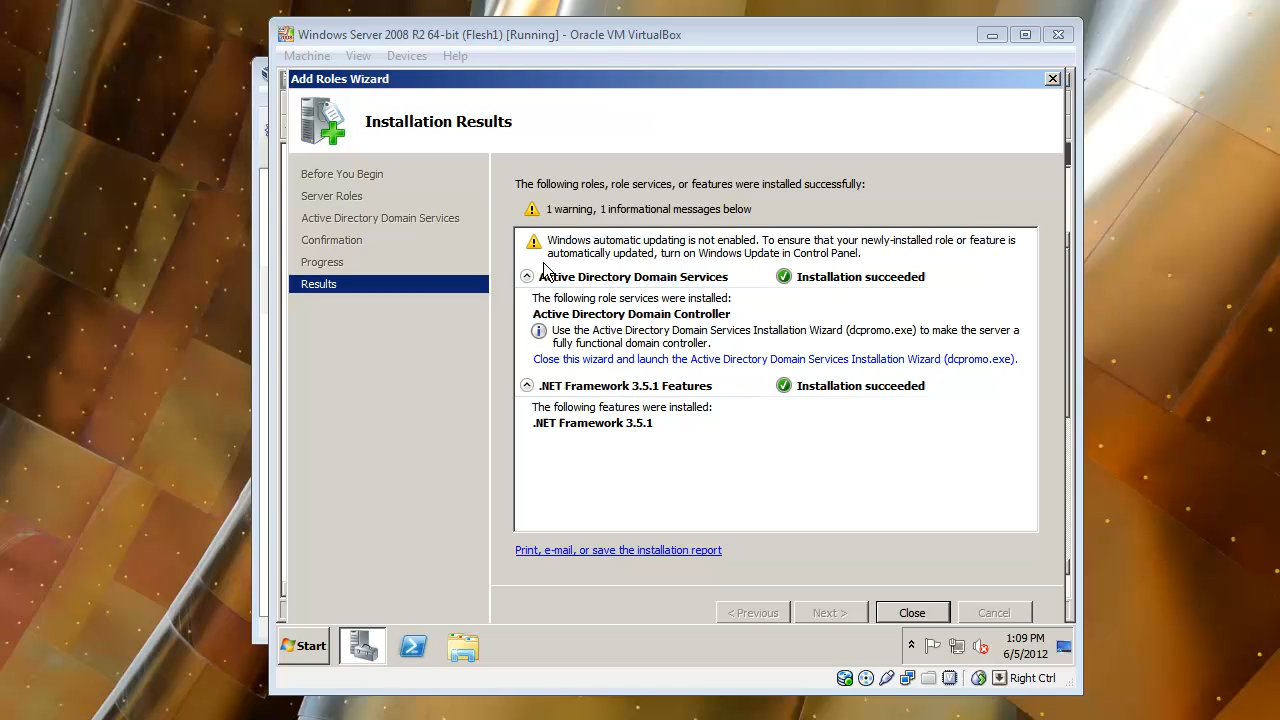 Windows Server 2008 R2 64-bit (Flesh1) [Running] - Oracle VM VirtualBox
Machine View Devices Help
Add Roles Wizard
Installation Results
Before You Begin
Server Roles
Active Directory Domain Services
Confirmation
Progress
Results
The following roles, role services, or features were installed successfully:
1 warning, 1 informational messages below
Windows automatic updating is not enabled. To ensure that your newly-installed role or feature is
automatically updated, turn on Windows Update in Control Panel.
Active Directory Domain Services Installation succeeded
The following role services were installed:
Active Directory Domain Controller
Use the Active Directory Domain Services Installation Wizard (dcpromo.exe) to make the server a
fully functional domain controller.
Close this wizard and launch the Active Directory Domain Services Installation Wizard (dcpromo.exe).
.NET Framework 3.5.1 Features Installation succeeded
The following features were installed:
.NET Framework 3.5.1
Print, e-mail, or save the installation report
< Previous Next > Close Cancel
Start
1:09 PM
6/5/2012
Right Ctrl